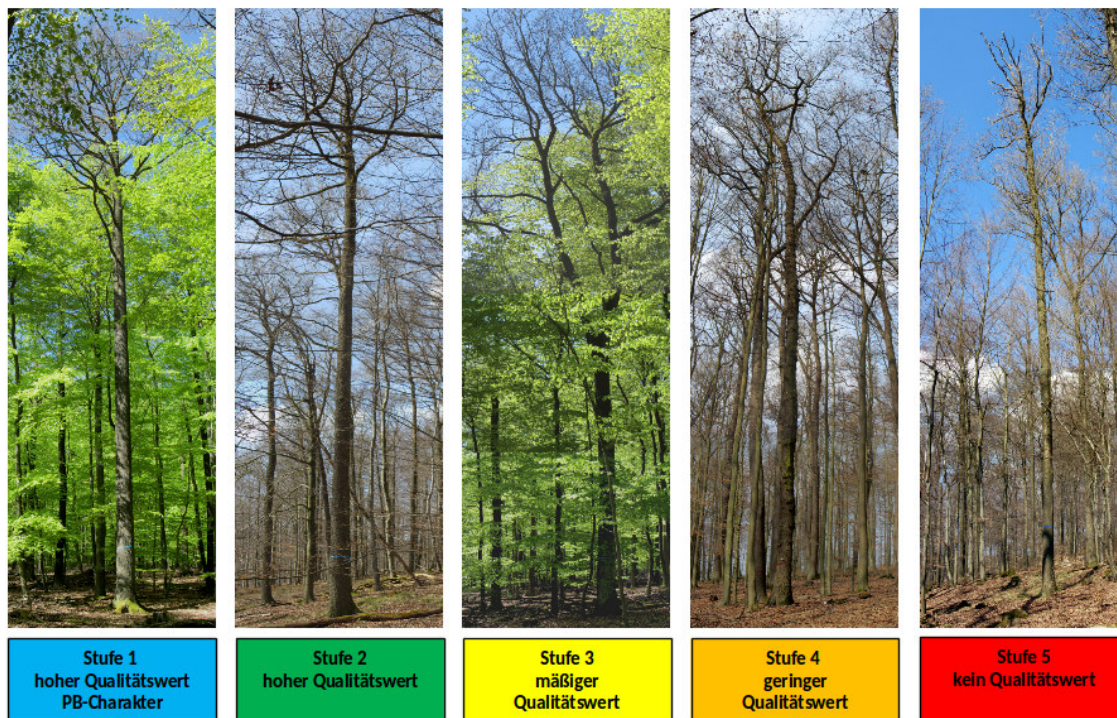 Stufe 1
hoher Qualitätswert
PB-Charakter
Stufe 2
hoher Qualitätswert
Stufe 3
mäßiger
Qualitätswert
Stufe 4
geringer
Qualitätswert
Stufe 5
kein Qualitätswert